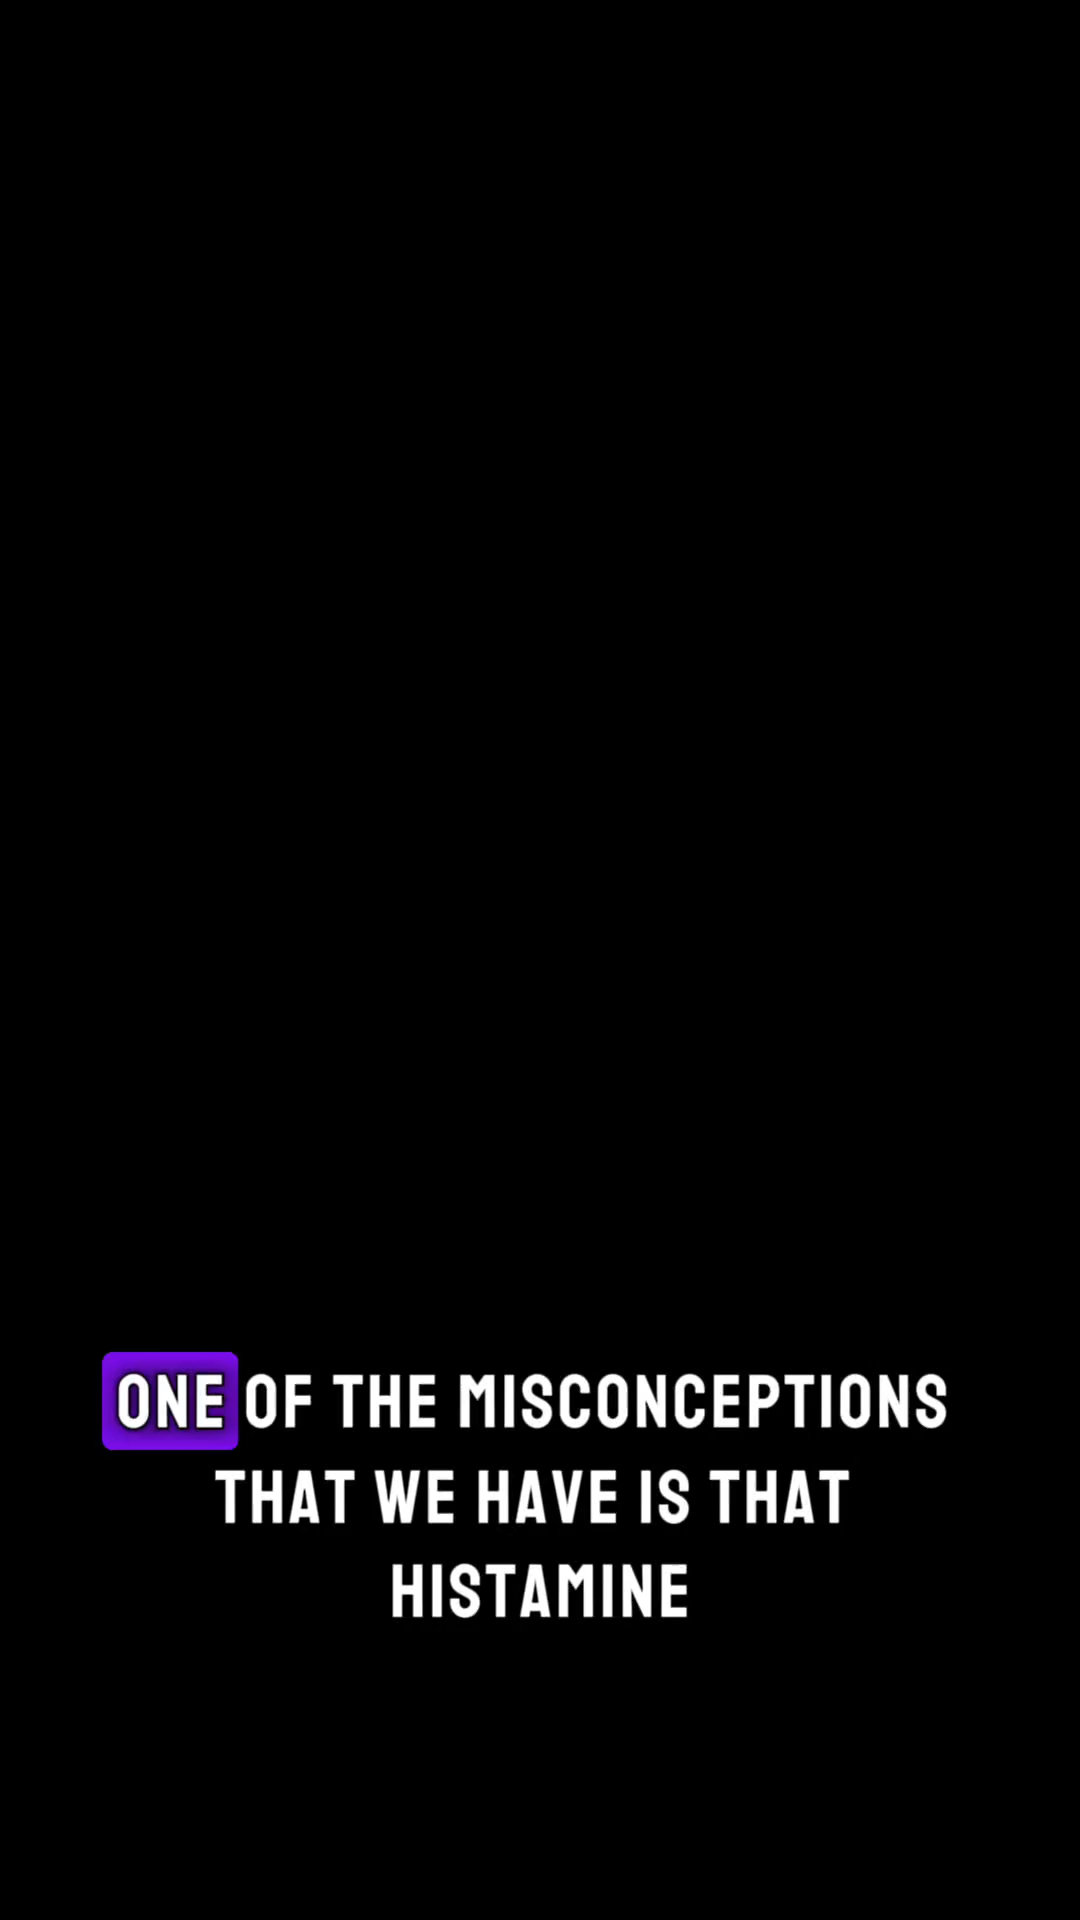 ONE OF THE MISCONCEPTIONS
THAT WE HAVE IS THAT
HISTAMINE